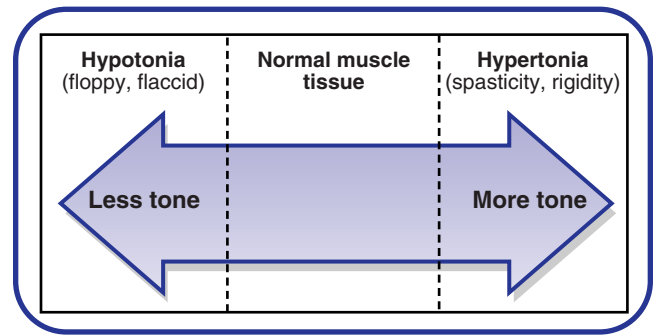 Hypotonia
(floppy, flaccid)
Normal muscle
tissue
Hypertonia
(spasticity, rigidity)
Less tone
More tone